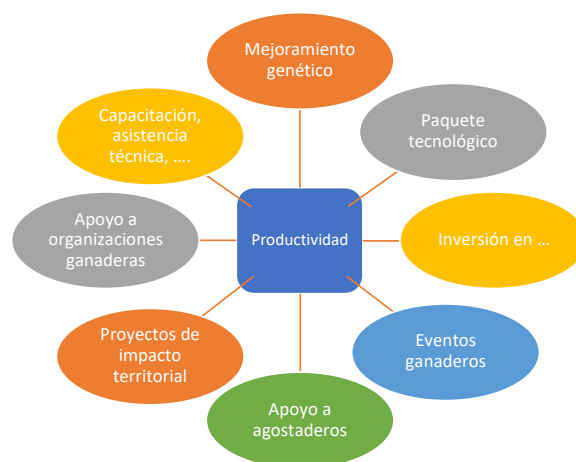 Mejoramiento
genético
Paquete
tecnológico
Inversión en ...
Eventos
ganaderos
Apoyo a
agostaderos
Proyectos de
impacto
territorial
Apoyo a
organizaciones
ganaderas
Capacitación,
asistencia
técnica, ....
Productividad